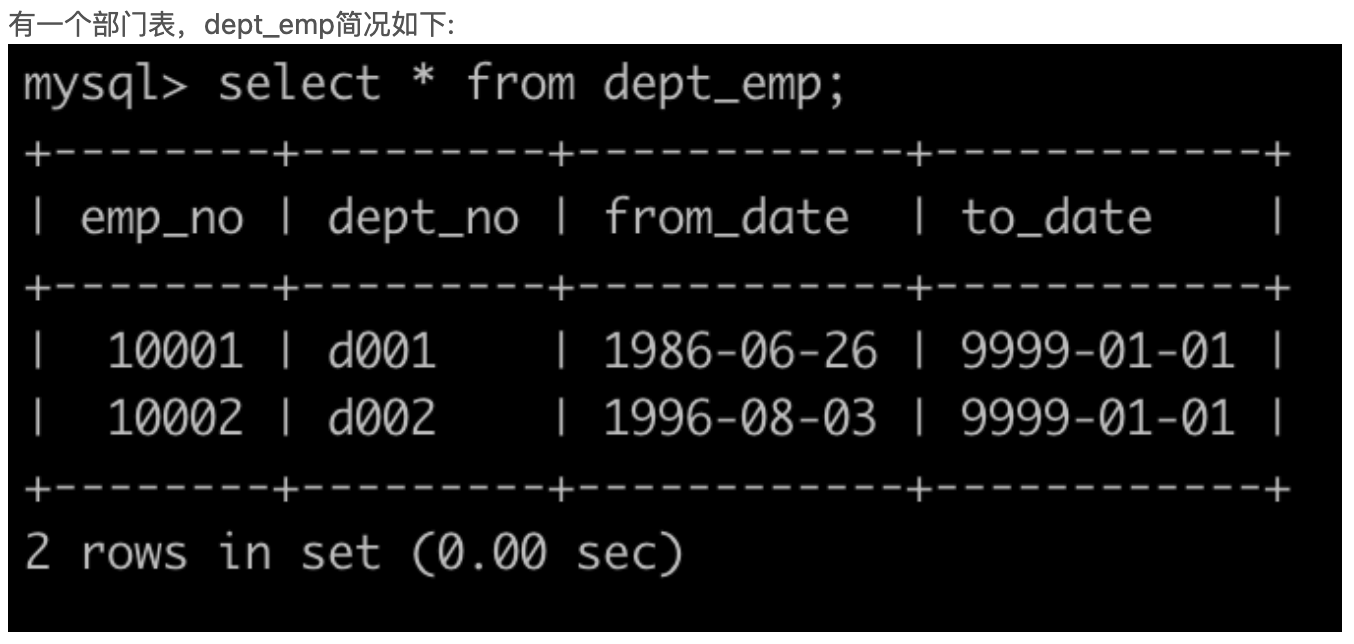 有一个部门表，dept_emp简况如下:
mysql> select * from dept_emp;
+--------+---------+------------+------------+
| emp_no | dept_no | from_date  | to_date    |
+--------+---------+------------+------------+
|  10001 | d001    | 1986-06-26 | 9999-01-01 |
|  10002 | d002    | 1996-08-03 | 9999-01-01 |
+--------+---------+------------+------------+
2 rows in set (0.00 sec)